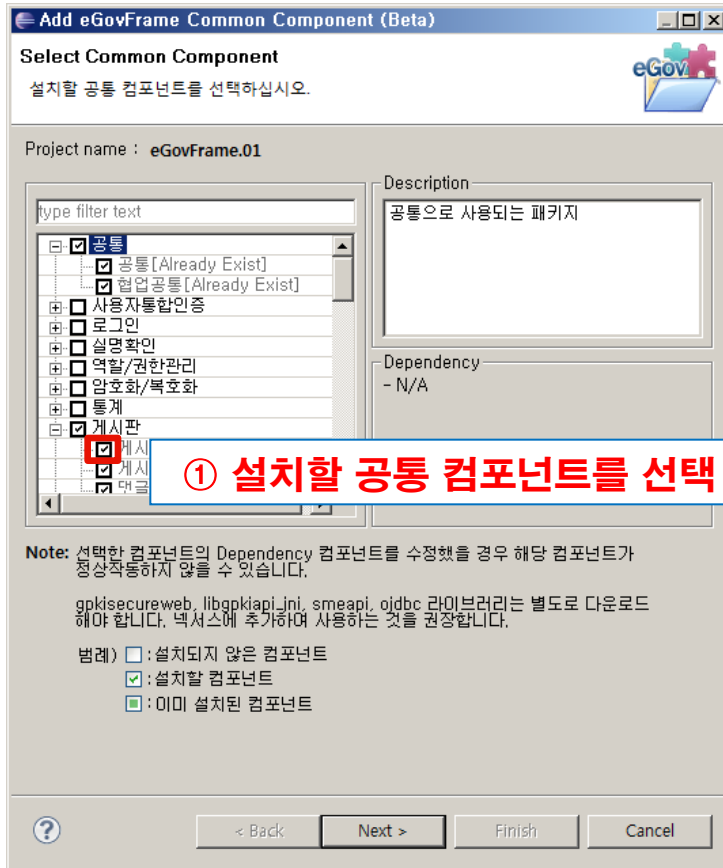 Add eGovFrame Common Component (Beta)
Select Common Component
설치할 공통 컴포넌트를 선택하십시오.
eGov
Project name : eGovFrame.01
type filter text
공통
공통[Already Exist]
협업공통[Already Exist]
사용자통합인증
로그인
실명확인
역할/권한관리
암호화/복호화
통계
게시판
게시
게시
댓글
Description
공통으로 사용되는 패키지
Dependency
- N/A
① 설치할 공통 컴포넌트를 선택
Note: 선택한 컴포넌트의 Dependency 컴포넌트를 수정했을 경우 해당 컴포넌트가
정상작동하지 않을 수 있습니다.
gpkisecureweb, libgpkiapi_jni, smeapi, ojdbc 라이브러리는 별도로 다운로드
해야 합니다. 넥서스에 추가하여 사용하는 것을 권장합니다.
범례) :설치되지 않은 컴포넌트
:설치할 컴포넌트
:이미 설치된 컴포넌트
< Back
Next >
Finish
Cancel